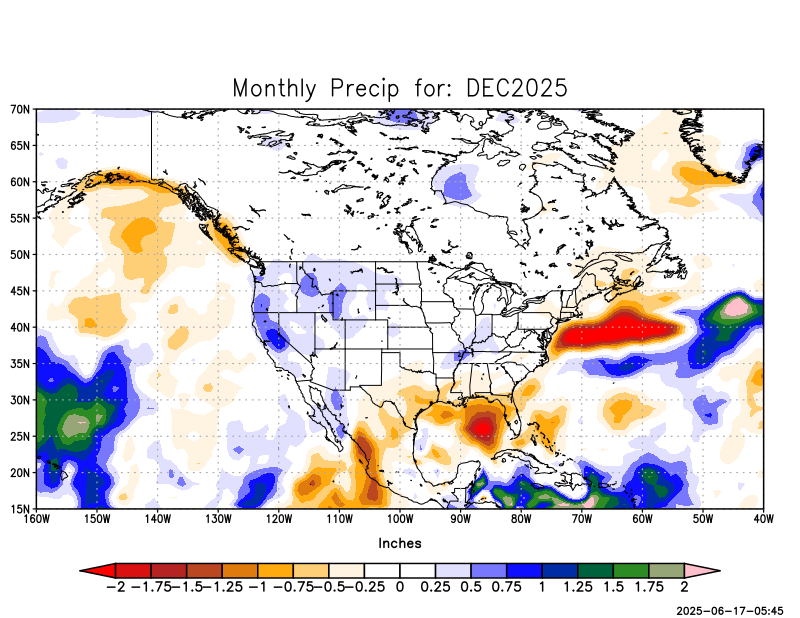 Monthly Precip for: DEC2025
70N
65N
60N
55N
50N
45N
40N
35N
30N
25N
20N
15N
160W 150W 140W 130W 120W 110W 100W 90W 80W 70W 60W 50W 40W
Inches
−2 −1.75 −1.5 −1.25 −1 −0.75 −0.5 −0.25 0 0.25 0.5 0.75 1 1.25 1.5 1.75 2
2025-06-17-05:45